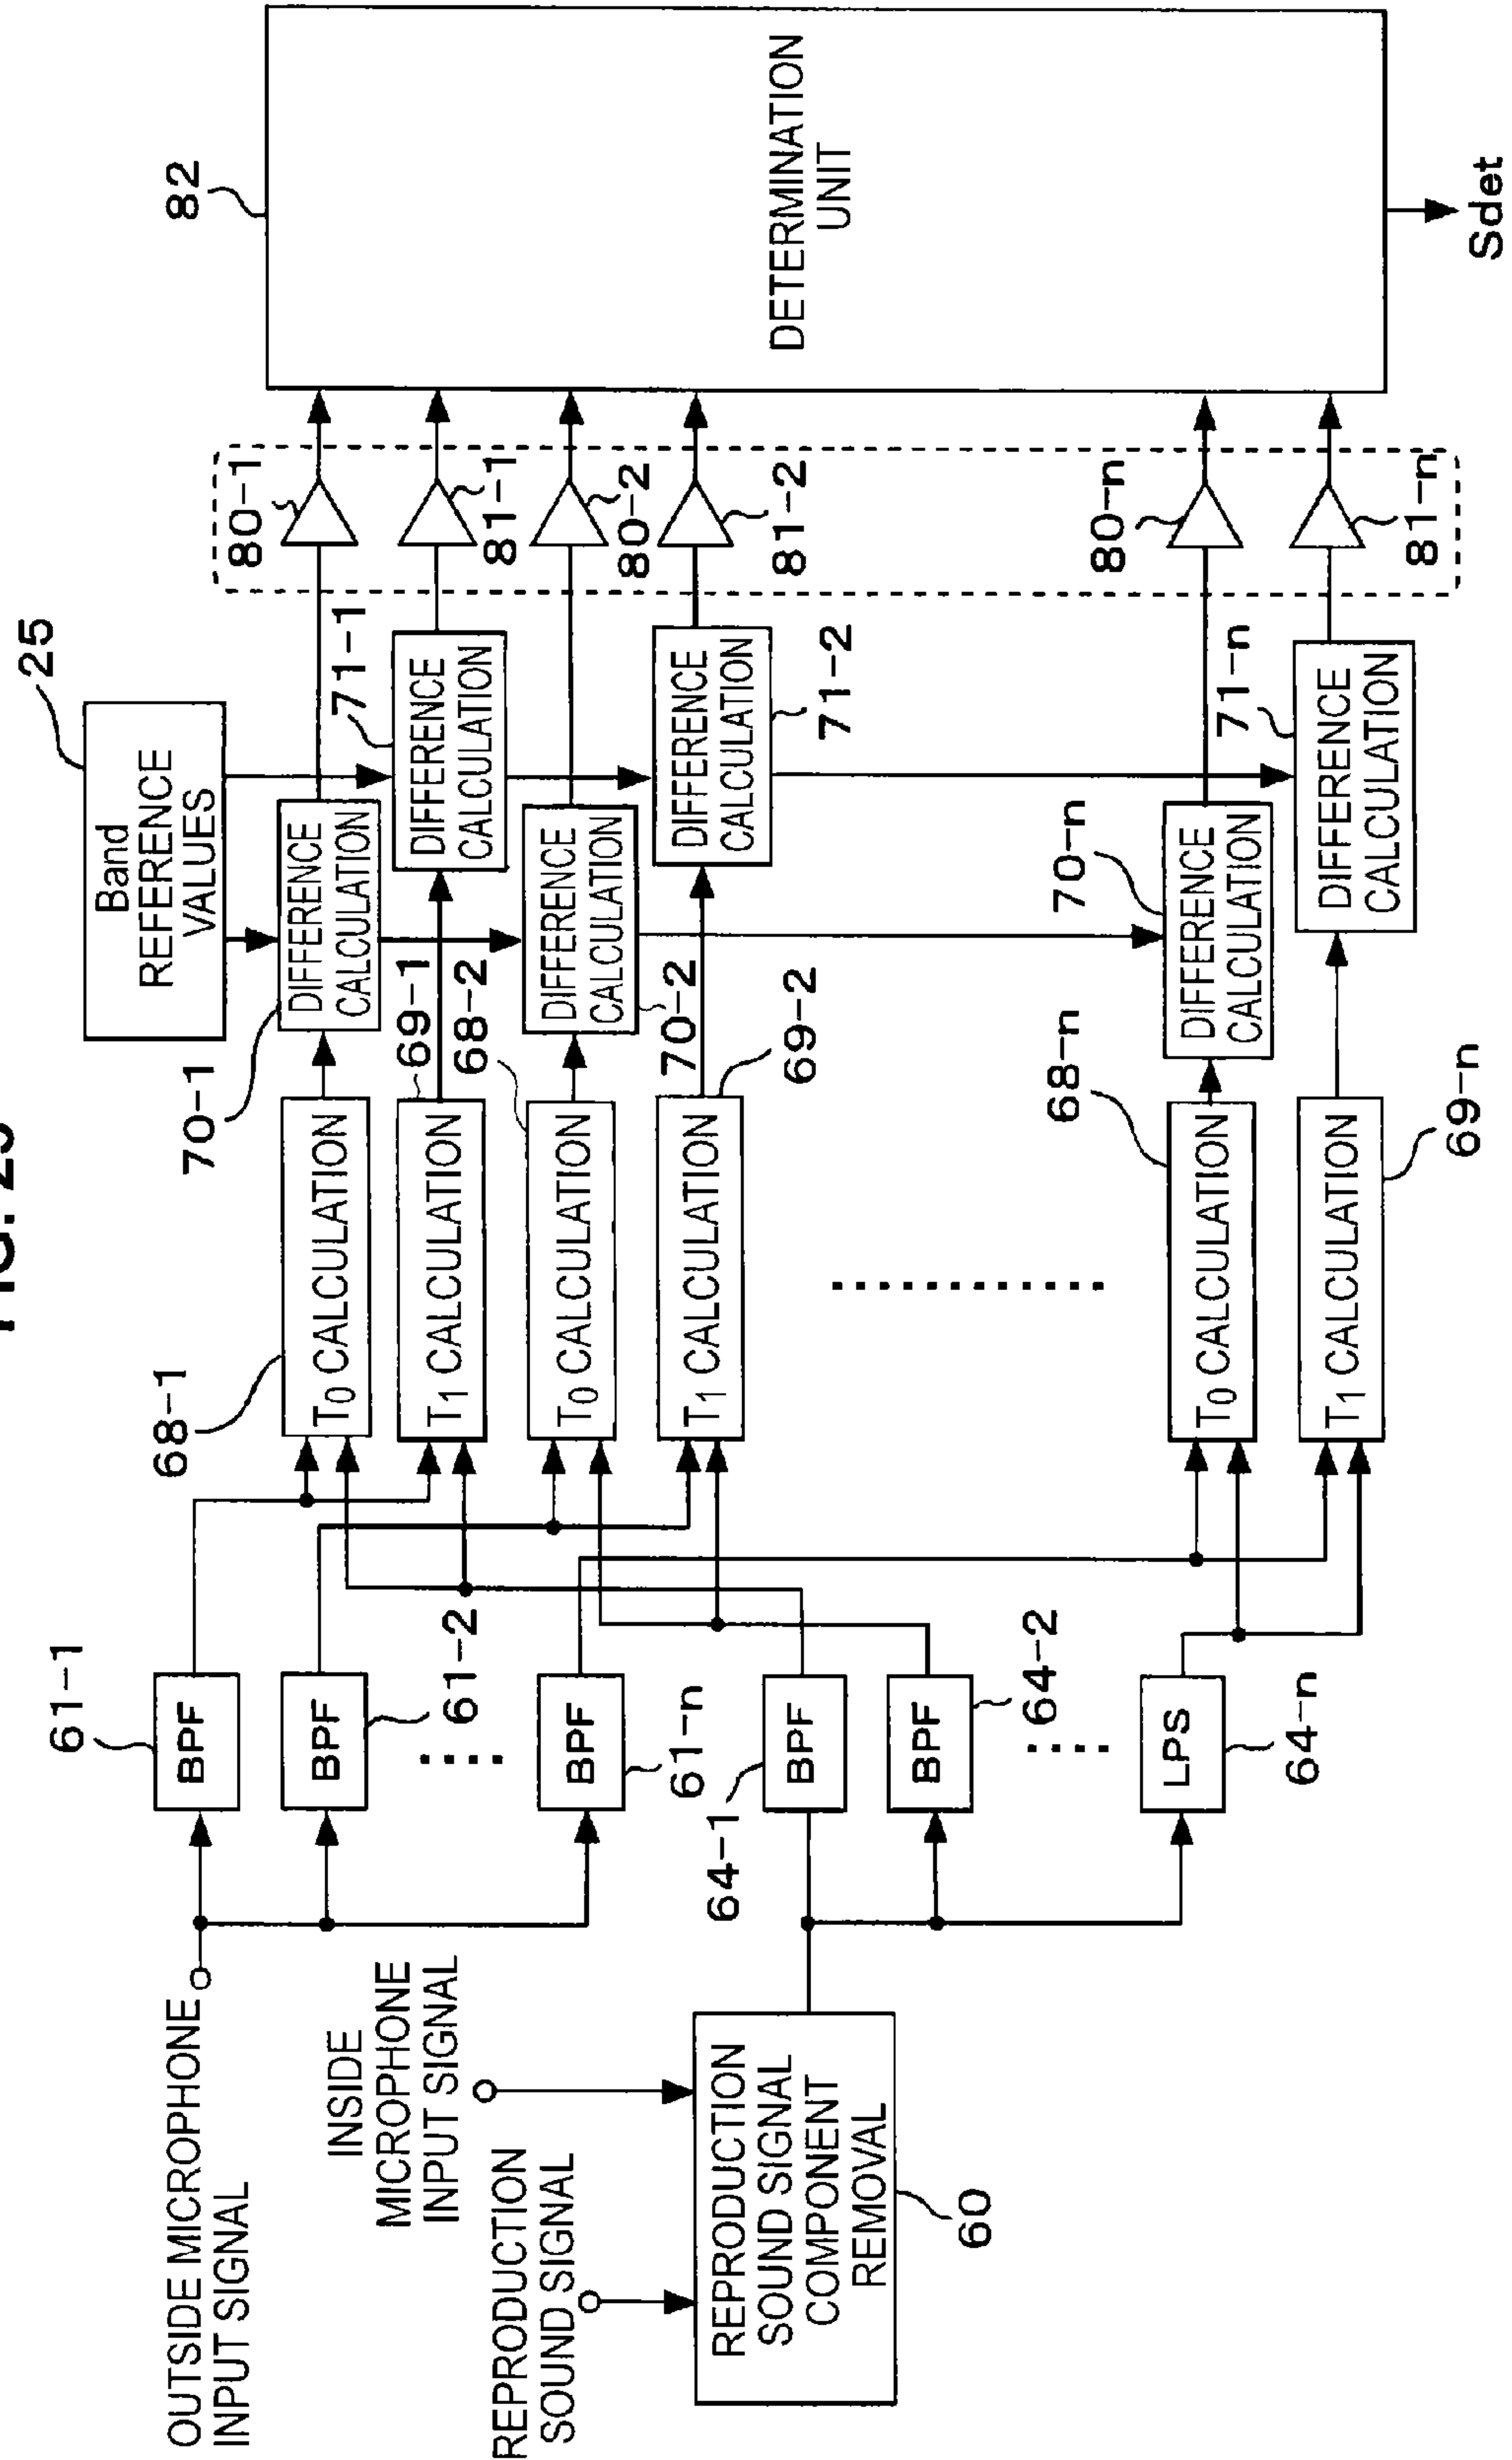 OUTSIDE MICROPHONE
INPUT SIGNAL
INSIDE
MICROPHONE
INPUT SIGNAL
REPRODUCTION
SOUND SIGNAL
REPRODUCTION
SOUND SIGNAL
COMPONENT
REMOVAL
60
61-1
BPF
BPF
61-2
BPF
61-n
64-1
BPF
BPF
64-2
LPS
64-n
68-1
T0 CALCULATION
T1 CALCULATION
69-1
68-2
T0 CALCULATION
T1 CALCULATION
69-2
68-n
T0 CALCULATION
T1 CALCULATION
69-n
25
Band
REFERENCE
VALUES
70-1
DIFFERENCE
CALCULATION
71-1
DIFFERENCE
CALCULATION
DIFFERENCE
CALCULATION
70-2
DIFFERENCE
CALCULATION
71-2
70-n
DIFFERENCE
CALCULATION
71-n
DIFFERENCE
CALCULATION
80-1
81-1
80-2
81-2
80-n
81-n
82
DETERMINATION
UNIT
Sdet